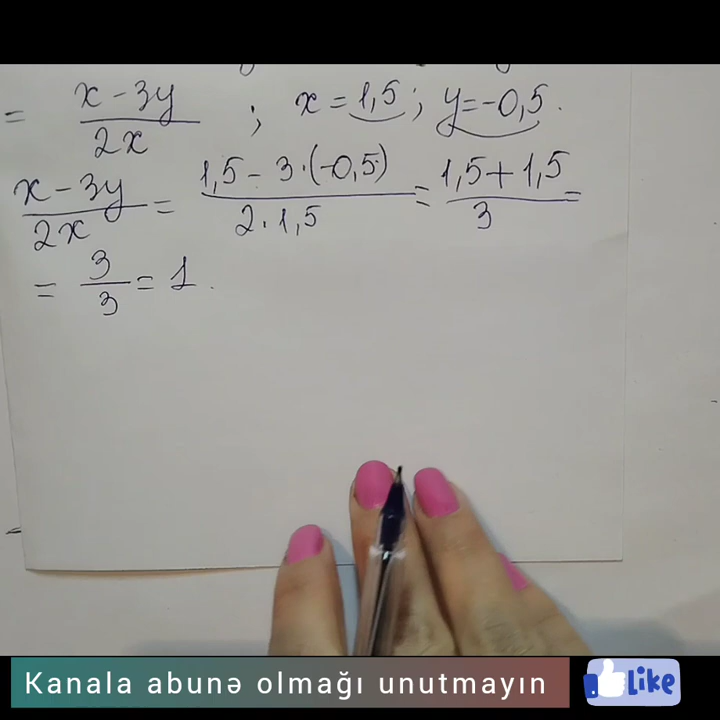 = x - 3y / 2x ; x = 1,5 ; y = -0,5.
x - 3y / 2x = 1,5 - 3·(-0,5) / 2·1,5 = 1,5 + 1,5 / 3 =
= 3 / 3 = 1.
Kanala abunə olmağı unutmayın
Like